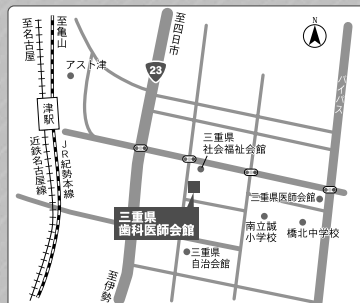 至名古屋
至亀山
至四日市
N
アスト津
23
バイパス
津駅
近鉄名古屋線
JR紀勢本線
三重県
社会福祉会館
三重県医師会館
三重県
歯科医師会館
南立誠
小学校
橋北中学校
三重県
自治会館
至伊勢